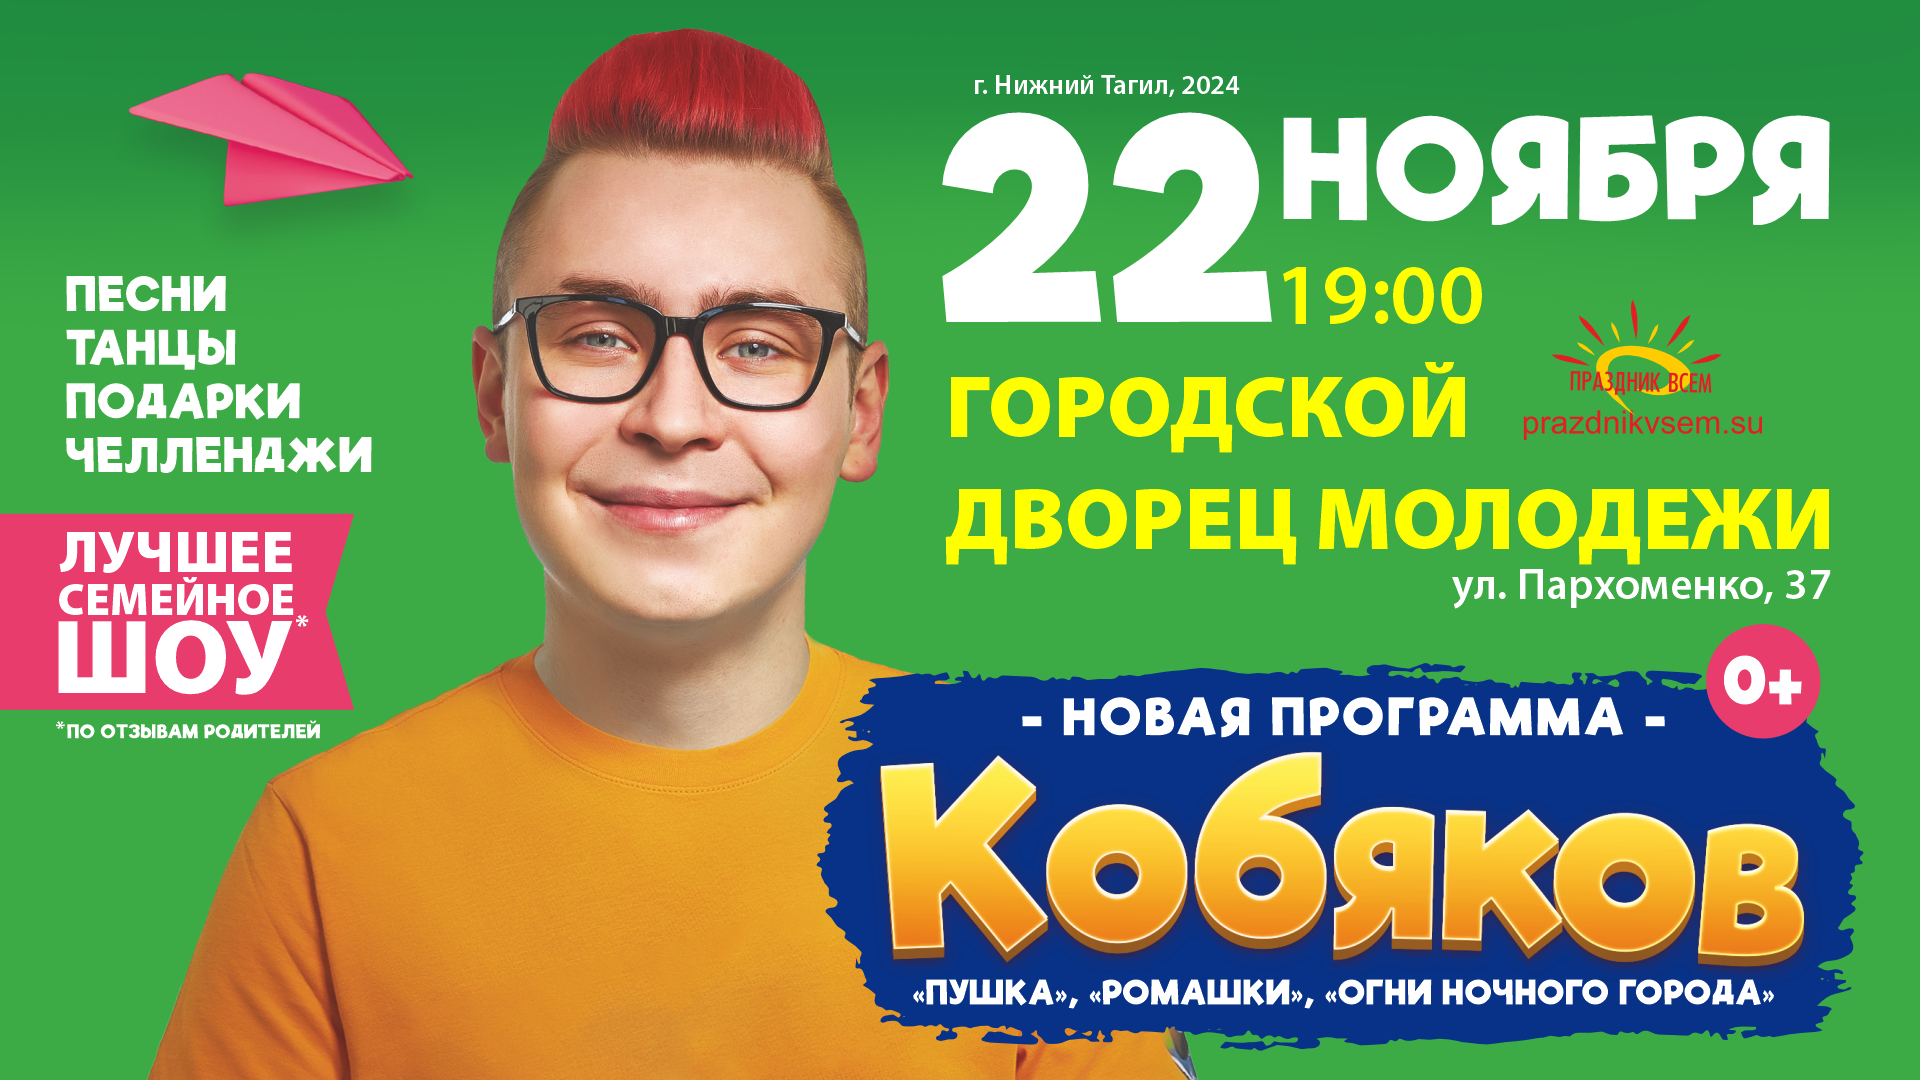 ПЕСНИ
ТАНЦЫ
ПОДАРКИ
ЧЕЛЛЕНДЖИ
ЛУЧШЕЕ
СЕМЕЙНОЕ
ШОУ*
*ПО ОТЗЫВАМ РОДИТЕЛЕЙ
г. Нижний Тагил, 2024
22 НОЯБРЯ
19:00
ГОРОДСКОЙ
ДВОРЕЦ МОЛОДЕЖИ
ул. Пархоменко, 37
ПРАЗДНИК ВСЕМ
prazdnikvsem.su
0+
- НОВАЯ ПРОГРАММА -
Кобяков
«ПУШКА», «РОМАШКИ», «ОГНИ НОЧНОГО ГОРОДА»